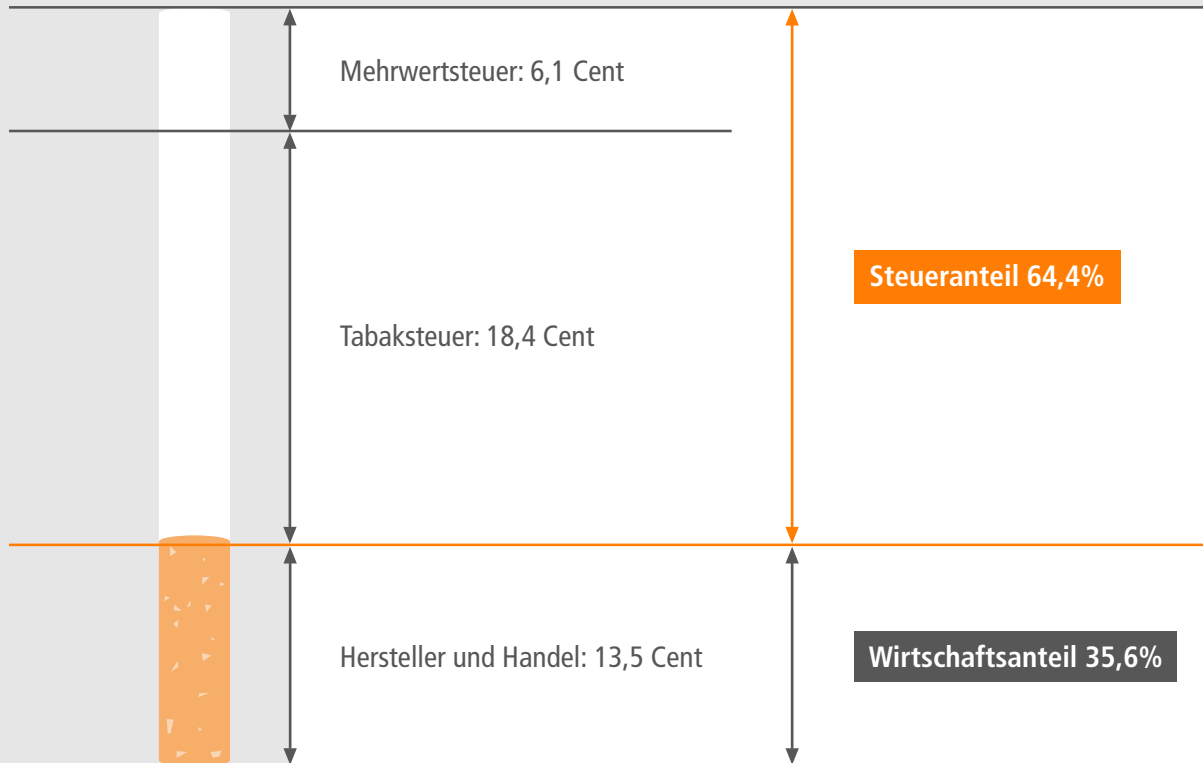 Mehrwertsteuer: 6,1 Cent
Steueranteil 64,4%
Tabaksteuer: 18,4 Cent
Hersteller und Handel: 13,5 Cent
Wirtschaftsanteil 35,6%